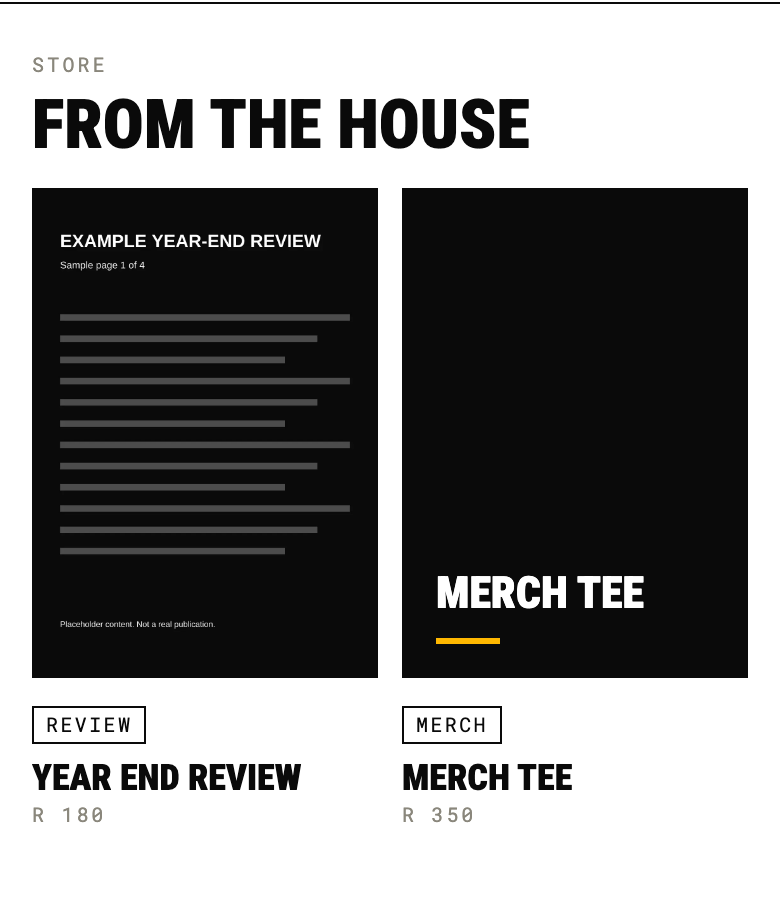 STORE
FROM THE HOUSE
EXAMPLE YEAR-END REVIEW
Sample page 1 of 4
Placeholder content. Not a real publication.
MERCH TEE
REVIEW
YEAR END REVIEW
R 180
MERCH
MERCH TEE
R 350